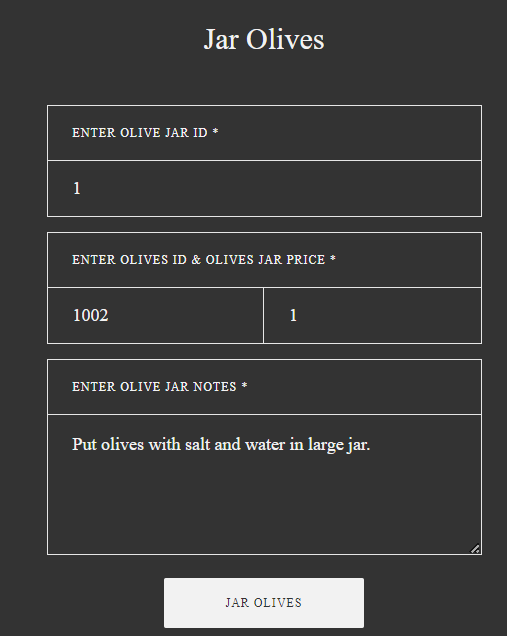 Jar Olives
ENTER OLIVE JAR ID *
1
ENTER OLIVES ID & OLIVES JAR PRICE *
1002 1
ENTER OLIVE JAR NOTES *
Put olives with salt and water in large jar.
JAR OLIVES